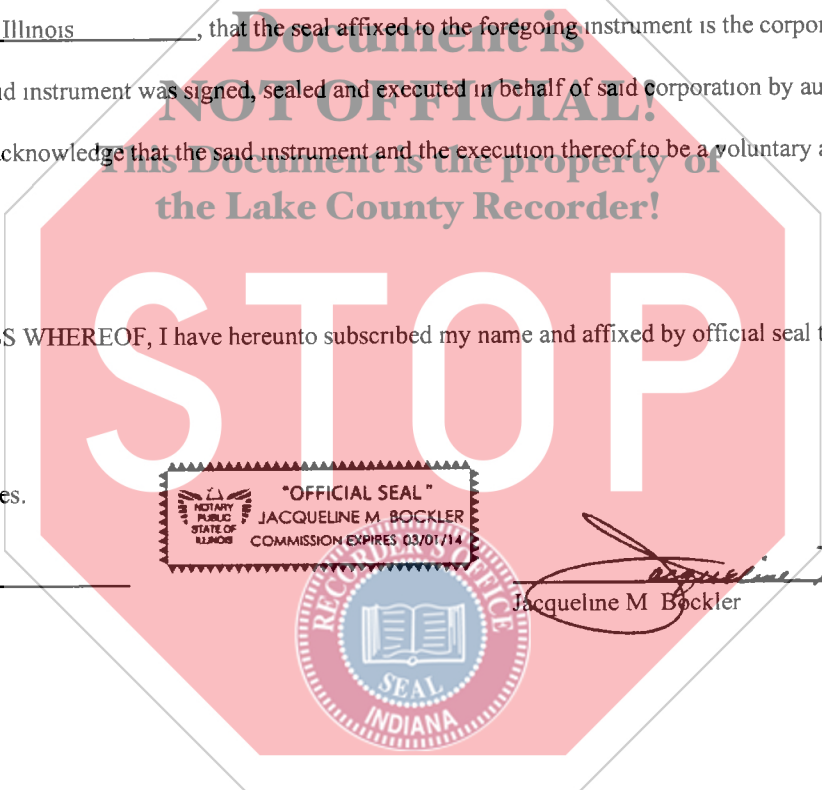 Illinois , that the seal affixed to the foregoing instrument is the corpor
Document is
id instrument was signed, sealed and executed in behalf of said corporation by au
NOT OFFICIAL!
cknowledge that the said instrument and the execution thereof to be a voluntary a
This Document is the property of
the Lake County Recorder!
STOP
S WHEREOF, I have hereunto subscribed my name and affixed by official seal t
es.
"OFFICIAL SEAL"
NOTARY
PUBLIC
STATE OF
ILLINOIS
JACQUELINE M BOCKLER
COMMISSION EXPIRES 03/01/14
Jacqueline
Jacqueline M Bockler
RECORDER'S OFFICE
SEAL
INDIANA